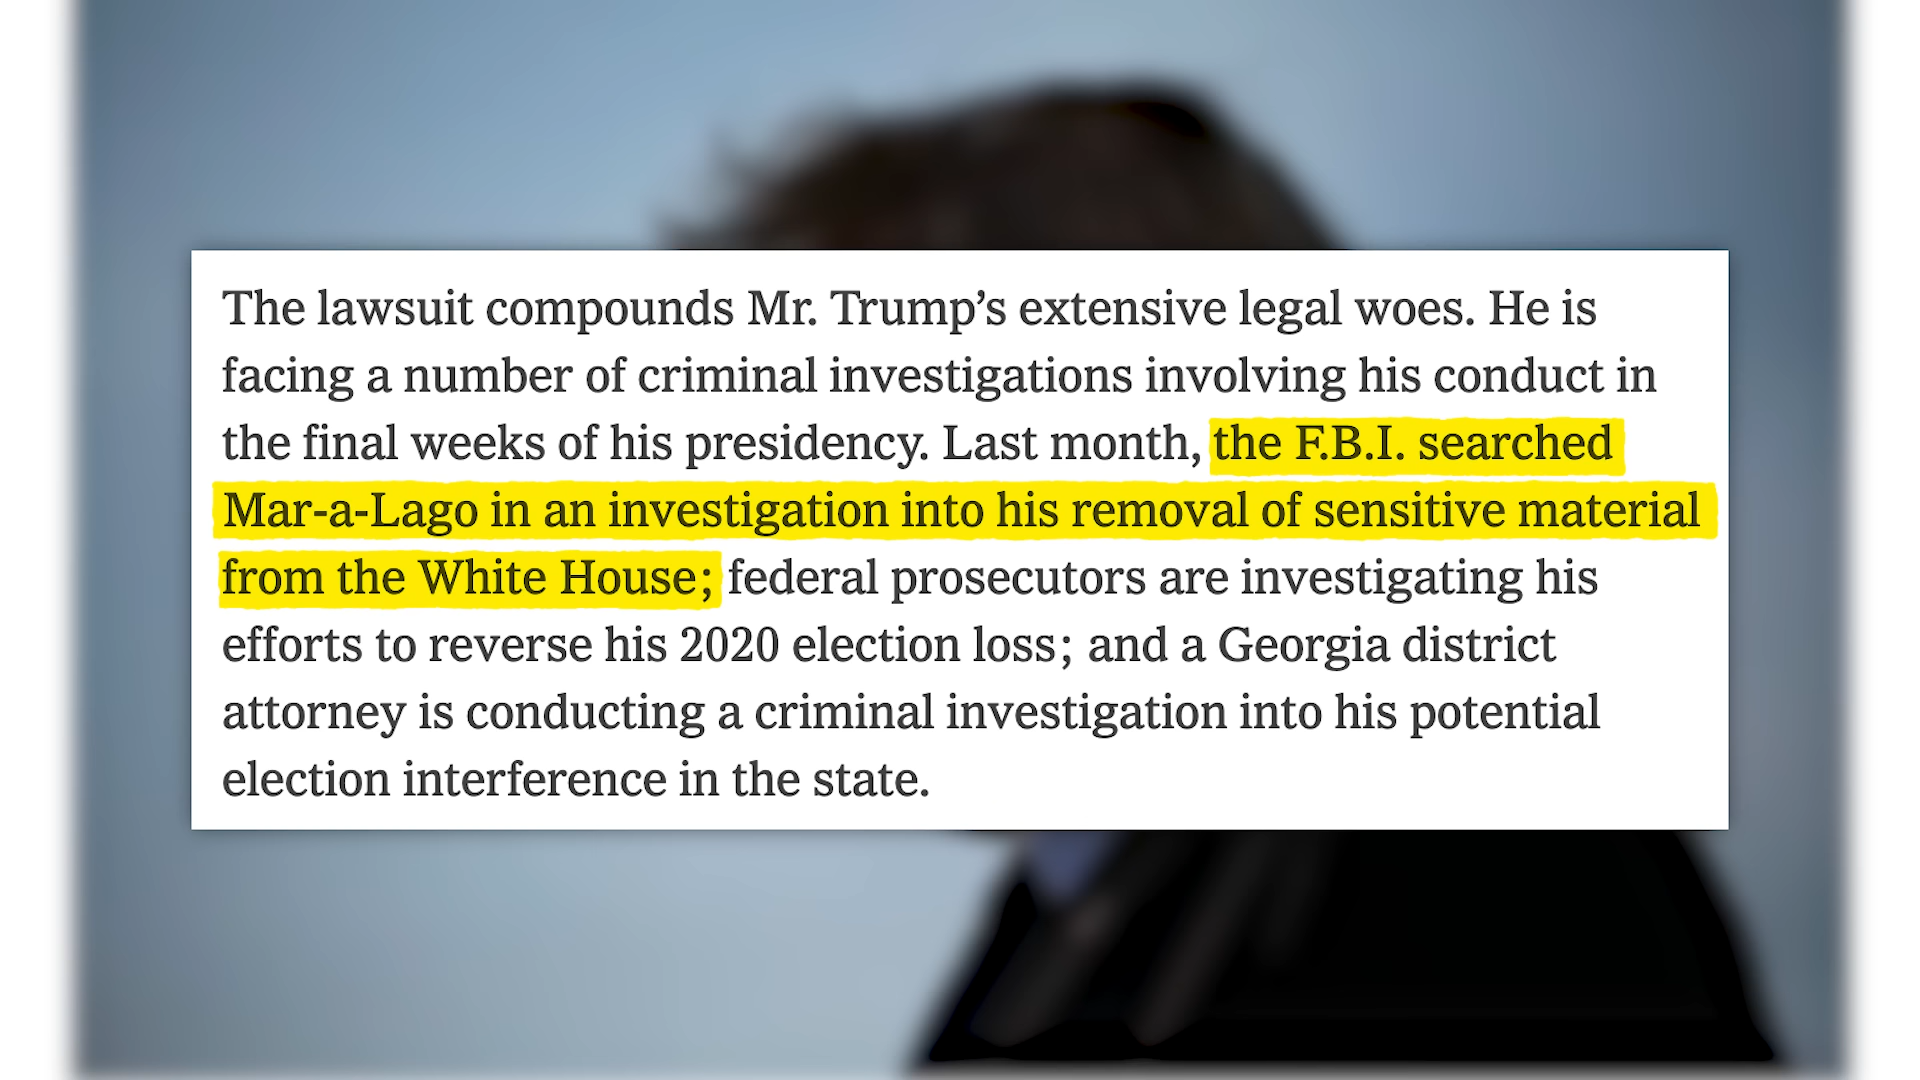 The lawsuit compounds Mr. Trump’s extensive legal woes. He is
facing a number of criminal investigations involving his conduct in
the final weeks of his presidency. Last month, the F.B.I. searched
Mar-a-Lago in an investigation into his removal of sensitive material
from the White House; federal prosecutors are investigating his
efforts to reverse his 2020 election loss; and a Georgia district
attorney is conducting a criminal investigation into his potential
election interference in the state.